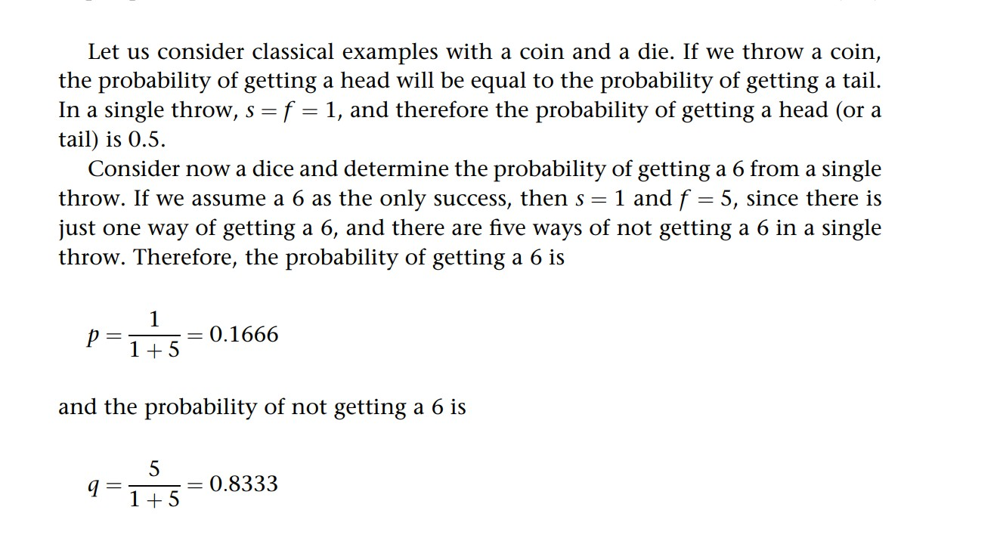 Let us consider classical examples with a coin and a die. If we throw a coin,
the probability of getting a head will be equal to the probability of getting a tail.
In a single throw, s = f = 1, and therefore the probability of getting a head (or a
tail) is 0.5.
Consider now a dice and determine the probability of getting a 6 from a single
throw. If we assume a 6 as the only success, then s = 1 and f = 5, since there is
just one way of getting a 6, and there are five ways of not getting a 6 in a single
throw. Therefore, the probability of getting a 6 is
p = 1 / (1 + 5) = 0.1666
and the probability of not getting a 6 is
q = 5 / (1 + 5) = 0.8333